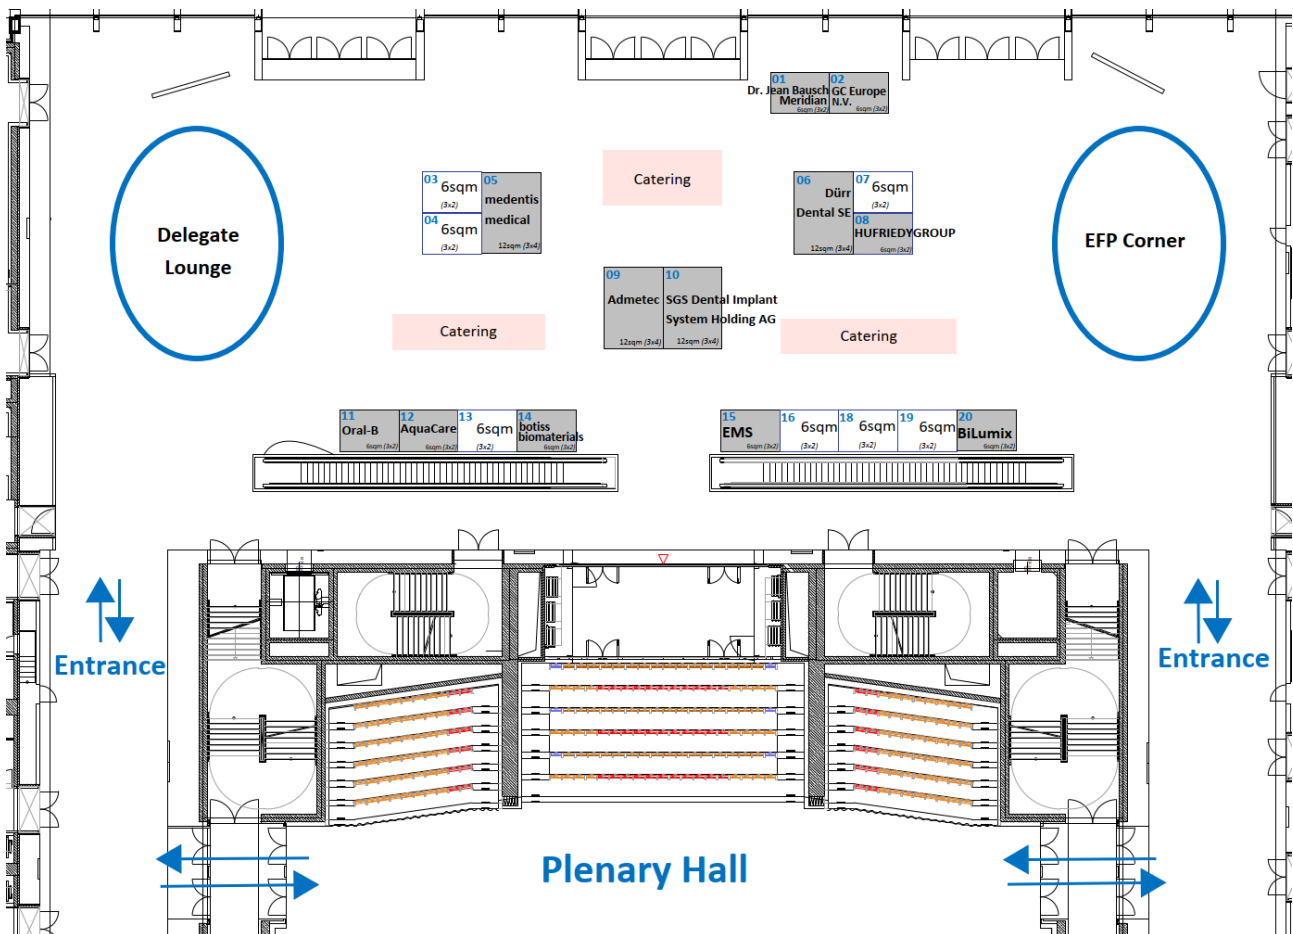 01
Dr. Jean Bausch
Meridian
6sqm (3x2)
02
GC Europe
N.V.
6sqm (3x2)
03
6sqm
(3x2)
04
6sqm
(3x2)
05
medentis
medical
12sqm (3x4)
Catering
06
Dürr
Dental SE
12sqm (3x4)
07
6sqm
(3x2)
08
HUFRIEDYGROUP
6sqm (3x2)
Delegate
Lounge
EFP Corner
09
Admetec
12sqm (3x4)
10
SGS Dental Implant
System Holding AG
12sqm (3x4)
Catering
Catering
11
Oral-B
6sqm (3x2)
12
AquaCare
6sqm (3x2)
13
6sqm
(3x2)
14
botiss
biomaterials
6sqm (3x2)
15
EMS
6sqm (3x2)
16
6sqm
(3x2)
18
6sqm
(3x2)
19
6sqm
(3x2)
20
BiLumix
6sqm (3x2)
Entrance
Entrance
Plenary Hall